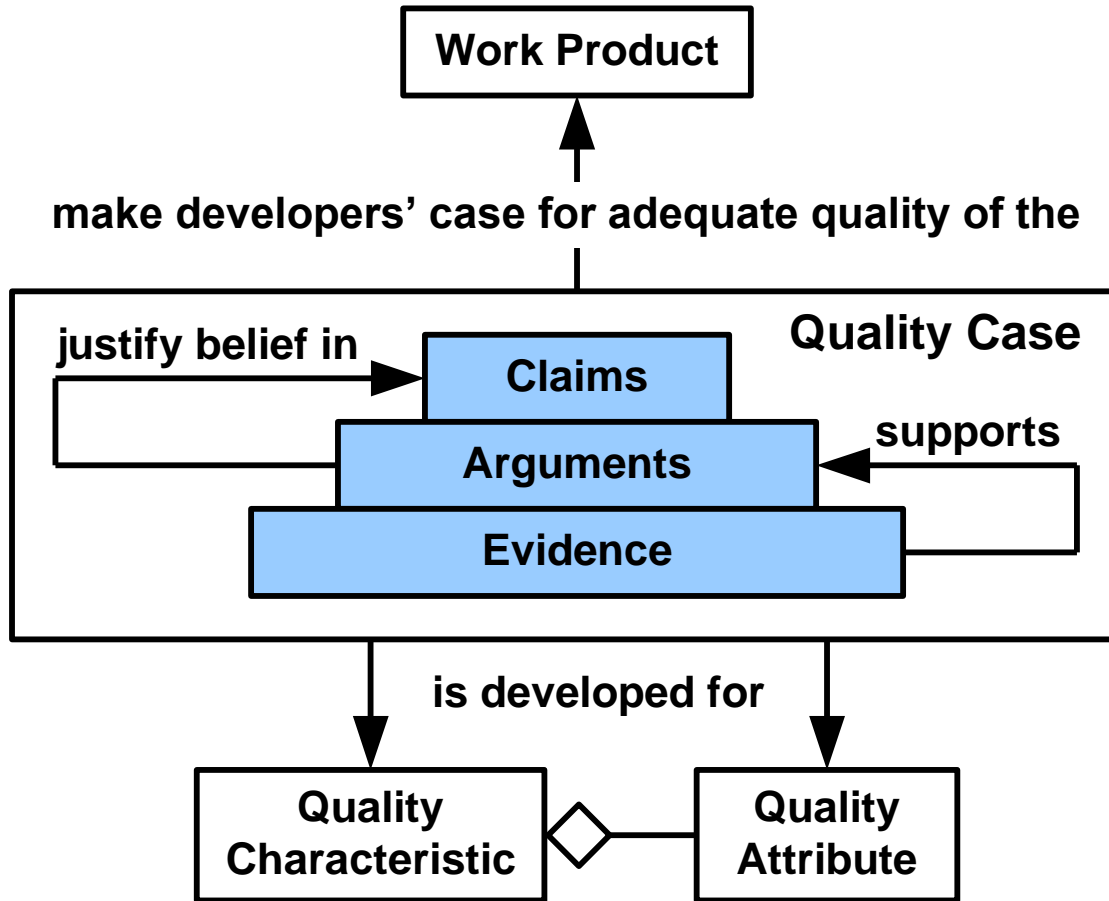 Work Product
make developers’ case for adequate quality of the
Quality Case
justify belief in
Claims
supports
Arguments
Evidence
is developed for
Quality
Characteristic
Quality
Attribute